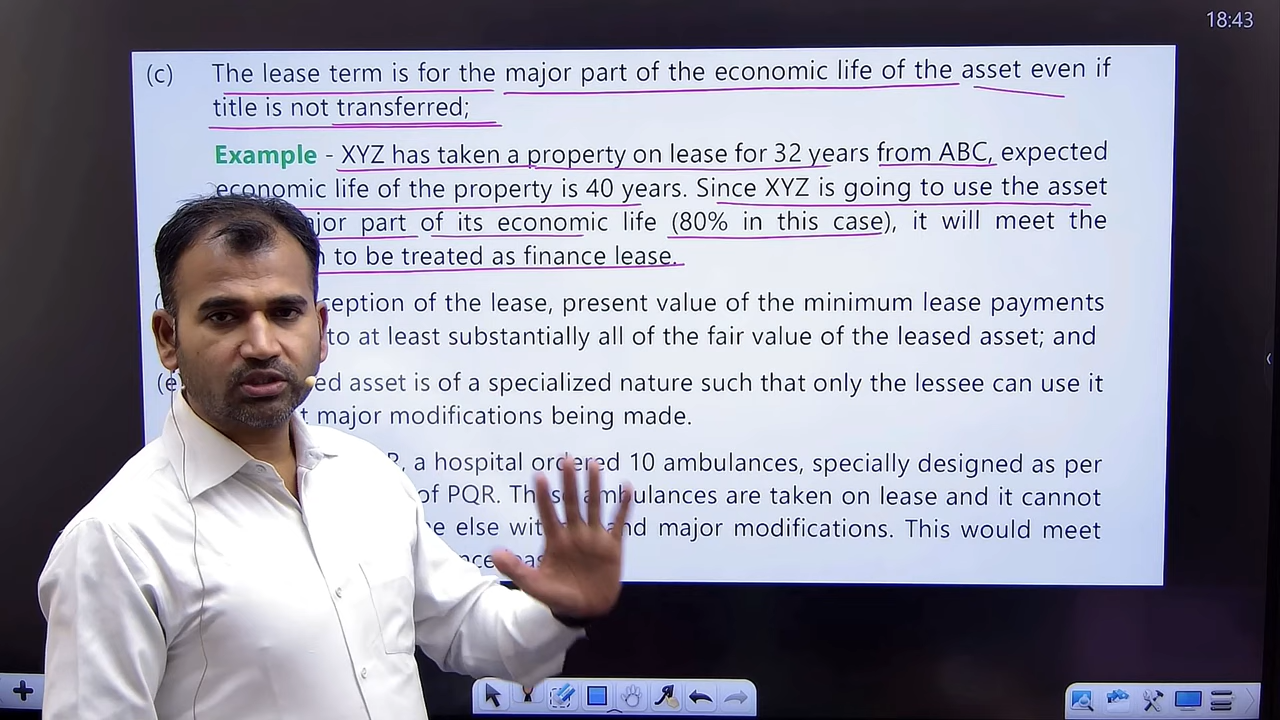 18:43
(c) The lease term is for the major part of the economic life of the asset even if
title is not transferred;
Example - XYZ has taken a property on lease for 32 years from ABC, expected
economic life of the property is 40 years. Since XYZ is going to use the asset
part of its economic life (80% in this case), it will meet the
to be treated as finance lease.
of the lease, present value of the minimum lease payments
to at least substantially all of the fair value of the leased asset; and
asset is of a specialized nature such that only the lessee can use it
major modifications being made.
, a hospital ordered 10 ambulances, specially designed as per
of PQR. These ambulances are taken on lease and it cannot
else major modifications. This would meet